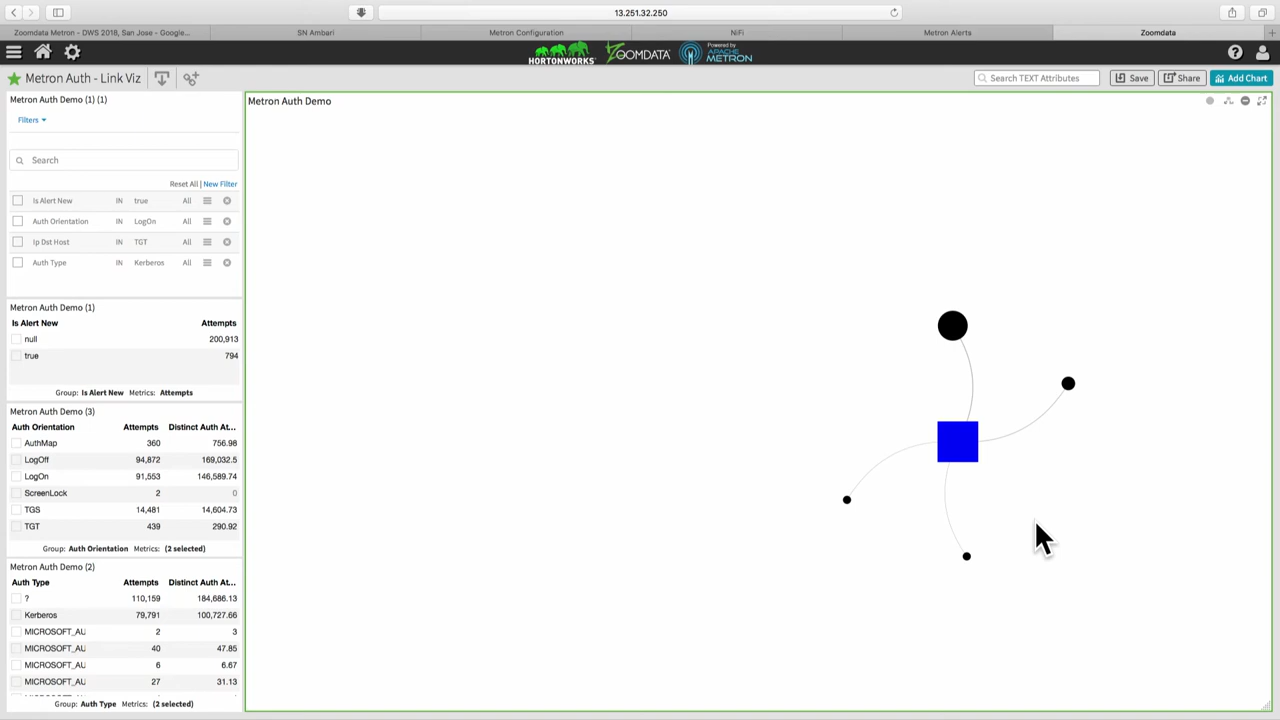 13.251.32.250
Zoomdata Metron - DWS 2018, San Jose - Google... SN Ambari Metron Configuration NiFi Metron Alerts Zoomdata
HORTONWORKS ZOOMDATA Powered by APACHE METRON
Metron Auth - Link Viz Search TEXT Attributes Save Share Add Chart
Metron Auth Demo (1) (1)
Metron Auth Demo
Filters
Search
Reset All | New Filter
Is Alert New IN true All
Auth Orientation IN LogOn All
Ip Dst Host IN TGT All
Auth Type IN Kerberos All
Metron Auth Demo (1)
Is Alert New Attempts
null 200,913
true 794
Group: Is Alert New Metrics: Attempts
Metron Auth Demo (3)
Auth Orientation Attempts Distinct Auth At...
AuthMap 360 756.98
LogOff 94,872 169,032.5
LogOn 91,553 146,589.74
ScreenLock 2 0
TGS 14,481 14,604.73
TGT 439 290.92
Group: Auth Orientation Metrics: (2 selected)
Metron Auth Demo (2)
Auth Type Attempts Distinct Auth At...
? 110,159 184,686.13
Kerberos 79,791 100,727.66
MICROSOFT_AU 2 3
MICROSOFT_AU 40 47.85
MICROSOFT_AU 6 6.67
MICROSOFT_AU 27 31.13
Group: Auth Type Metrics: (2 selected)